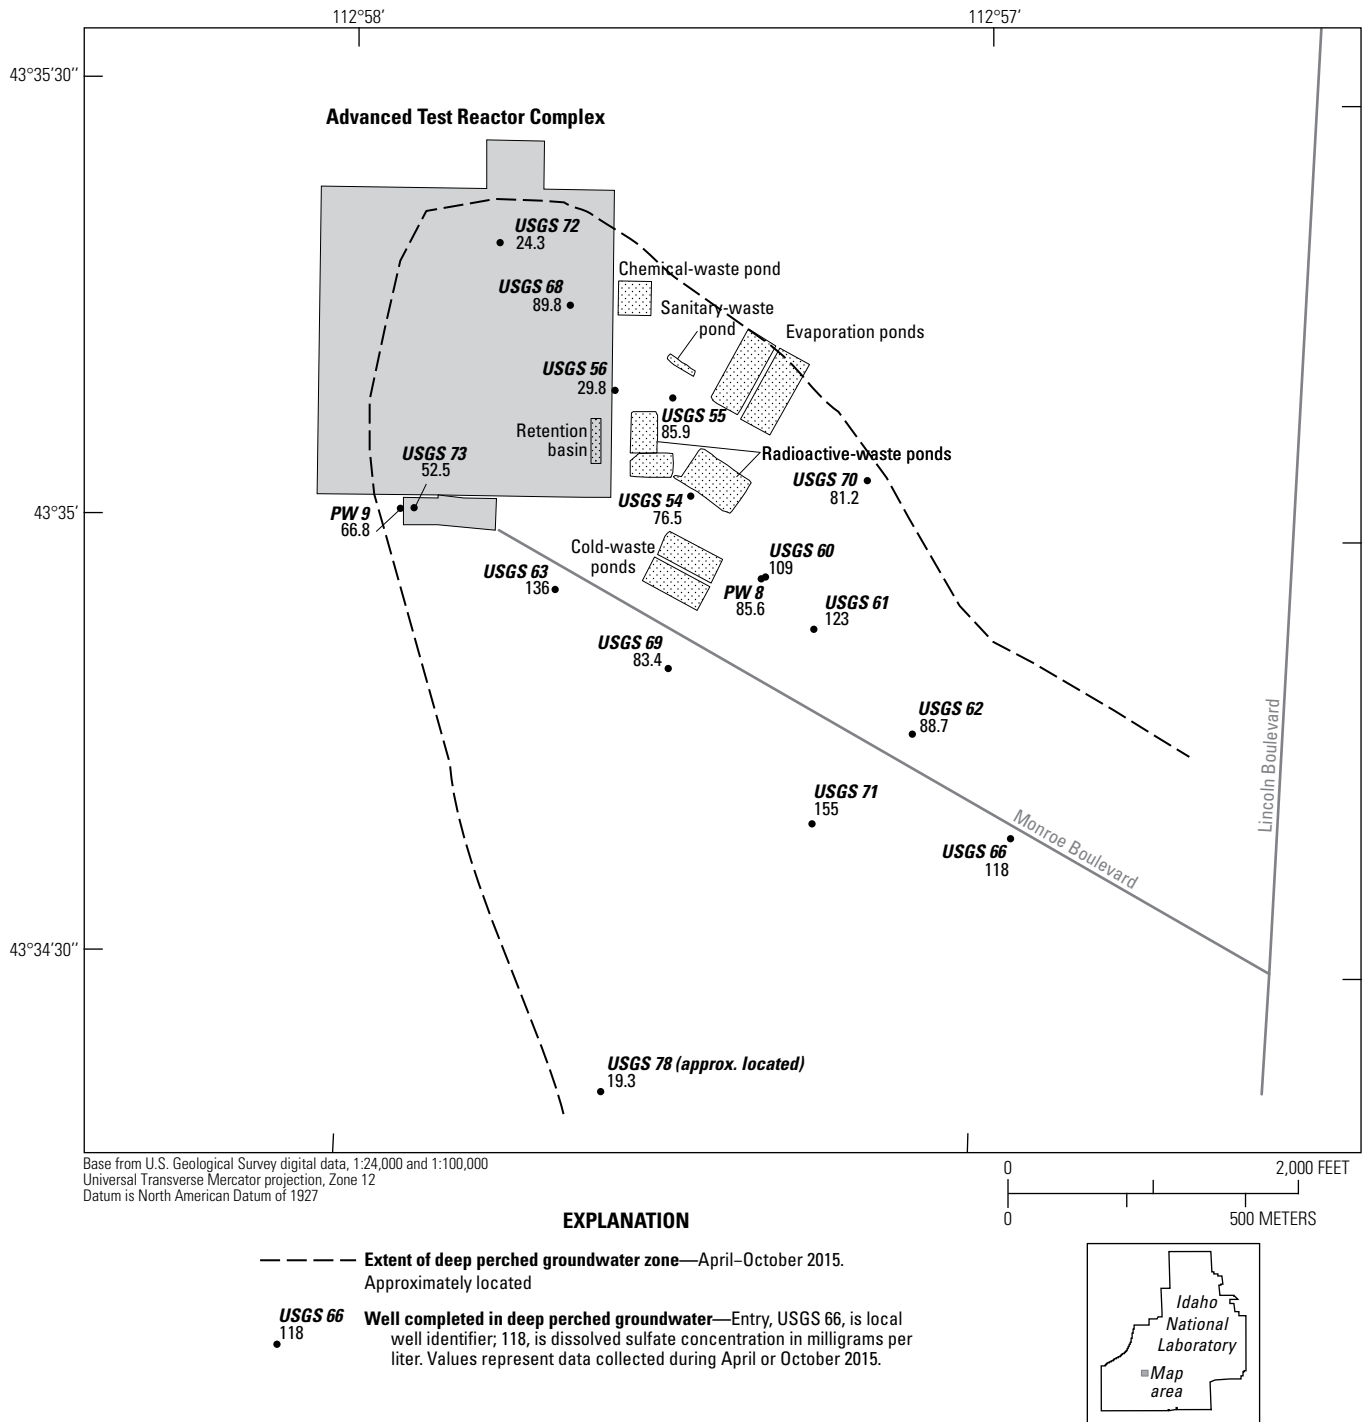 112°58'
112°57'
43°35'30"
Advanced Test Reactor Complex
USGS 72
24.3
Chemical-waste pond
USGS 68
89.8
Sanitary-waste
pond
Evaporation ponds
USGS 56
29.8
USGS 55
85.9
Retention
basin
USGS 73
52.5
Radioactive-waste ponds
USGS 70
81.2
USGS 54
76.5
43°35'
PW 9
66.8
Cold-waste
ponds
USGS 60
109
USGS 63
136
PW 8
85.6
USGS 61
123
USGS 69
83.4
USGS 62
88.7
Lincoln Boulevard
USGS 71
155
Monroe Boulevard
USGS 66
118
43°34'30"
USGS 78 (approx. located)
19.3
Base from U.S. Geological Survey digital data, 1:24,000 and 1:100,000
Universal Transverse Mercator projection, Zone 12
Datum is North American Datum of 1927
0
2,000 FEET
0
500 METERS
EXPLANATION
Extent of deep perched groundwater zone—April–October 2015.
Approximately located
USGS 66
118
Well completed in deep perched groundwater—Entry, USGS 66, is local
well identifier; 118, is dissolved sulfate concentration in milligrams per
liter. Values represent data collected during April or October 2015.
Idaho
National
Laboratory
Map
area